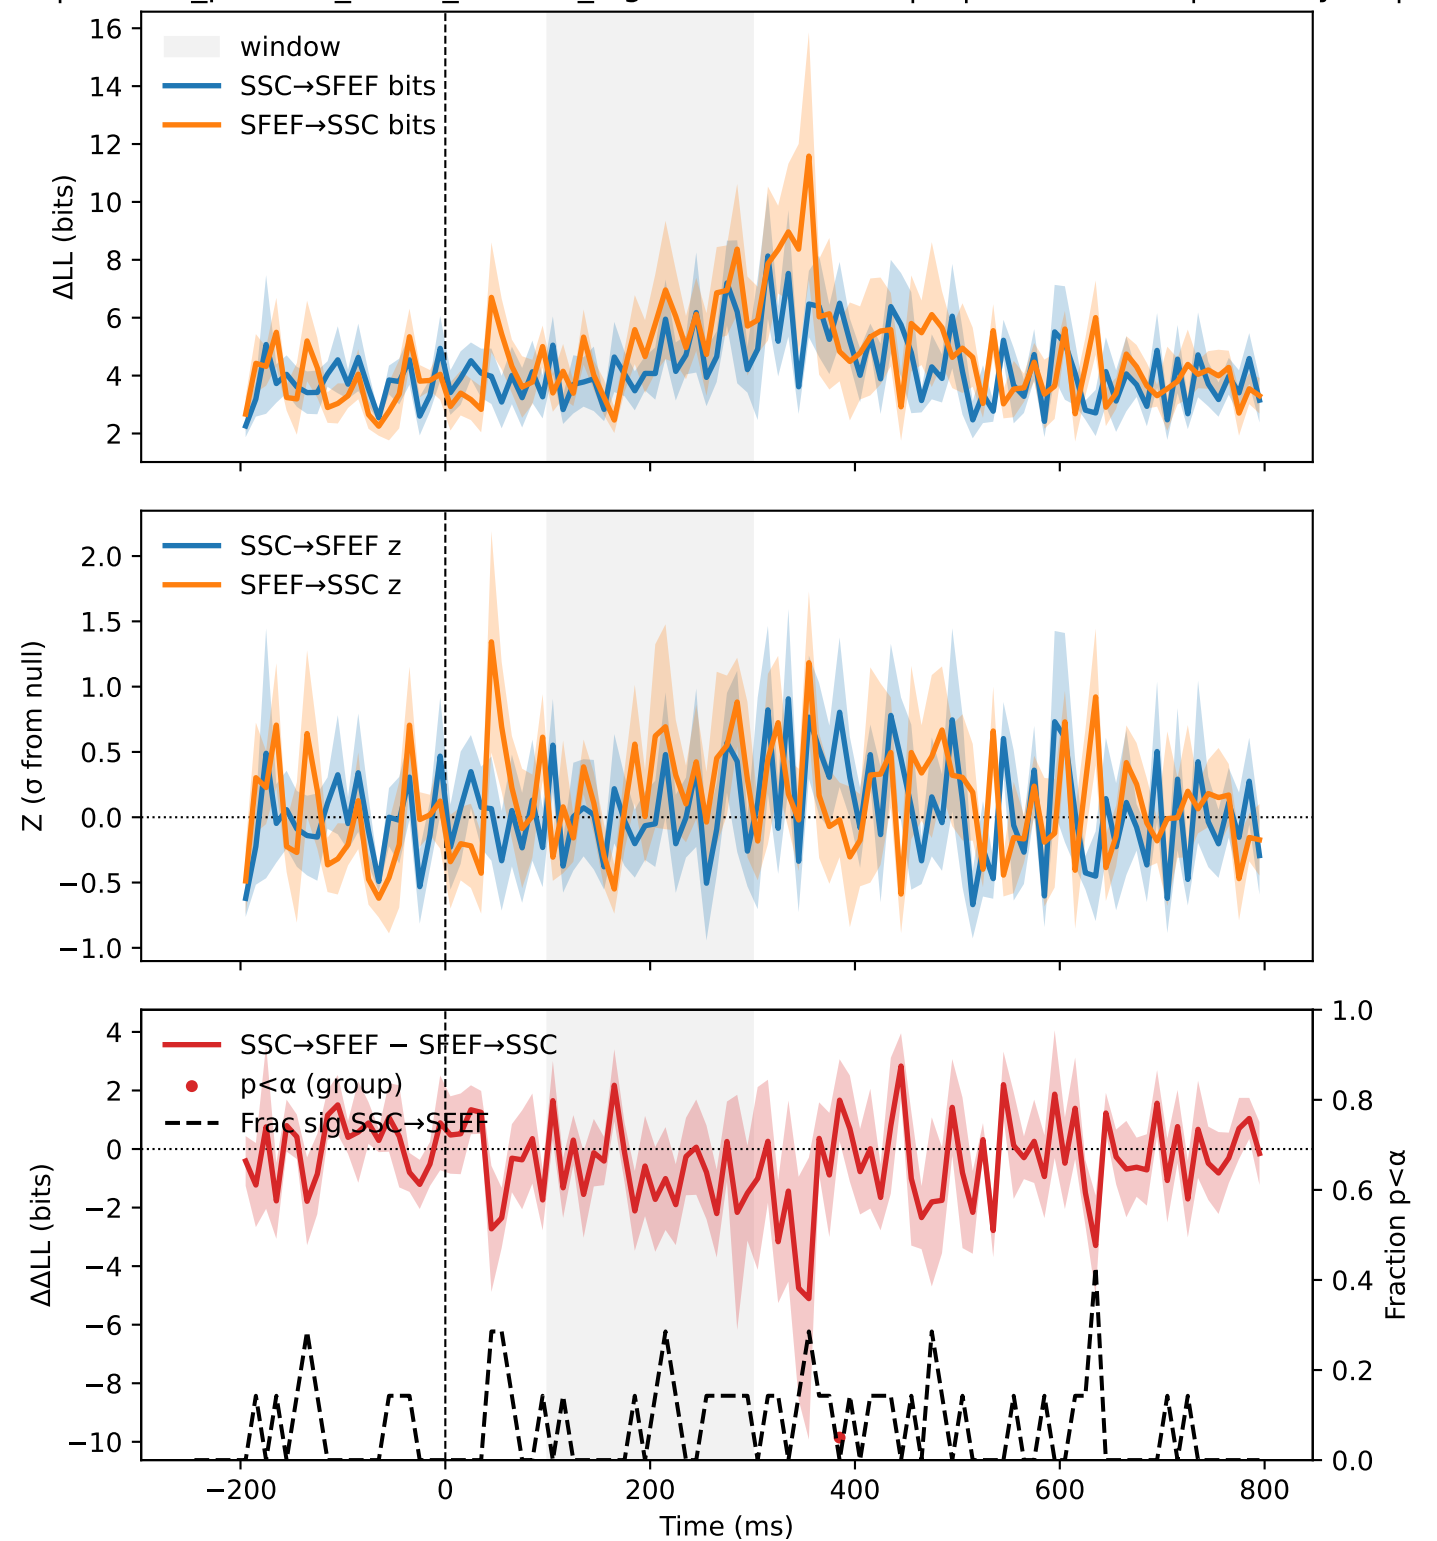 16
14
12
10
8
6
4
2
ΔLL (bits)
window
SSC→SFEF bits
SFEF→SSC bits
2.0
1.5
1.0
0.5
0.0
−0.5
−1.0
Z (σ from null)
SSC→SFEF z
SFEF→SSC z
4
2
0
−2
−4
−6
−8
−10
ΔΔLL (bits)
SSC→SFEF − SFEF→SSC
p<α (group)
Frac sig SSC→SFEF
1.0
0.8
0.6
0.4
0.2
0.0
Fraction p<α
−200 0 200 400 600 800
Time (ms)